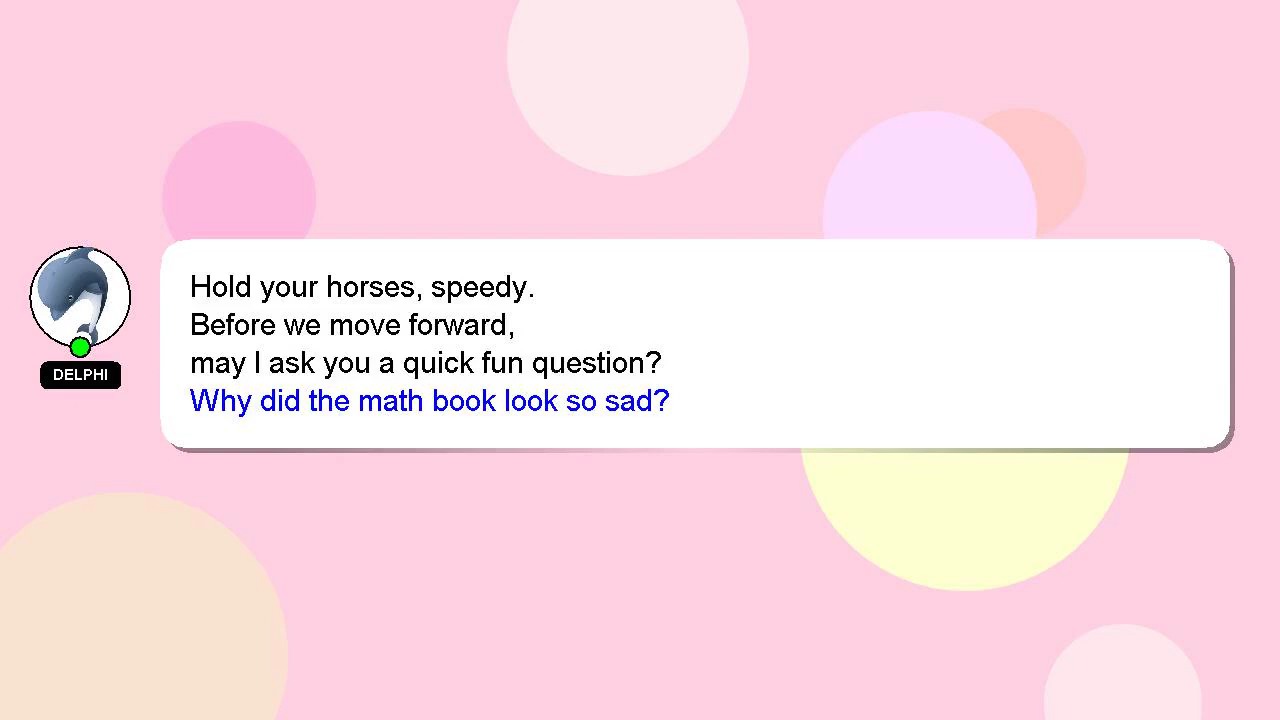 Hold your horses, speedy.
Before we move forward,
may I ask you a quick fun question?
Why did the math book look so sad?
DELPHI